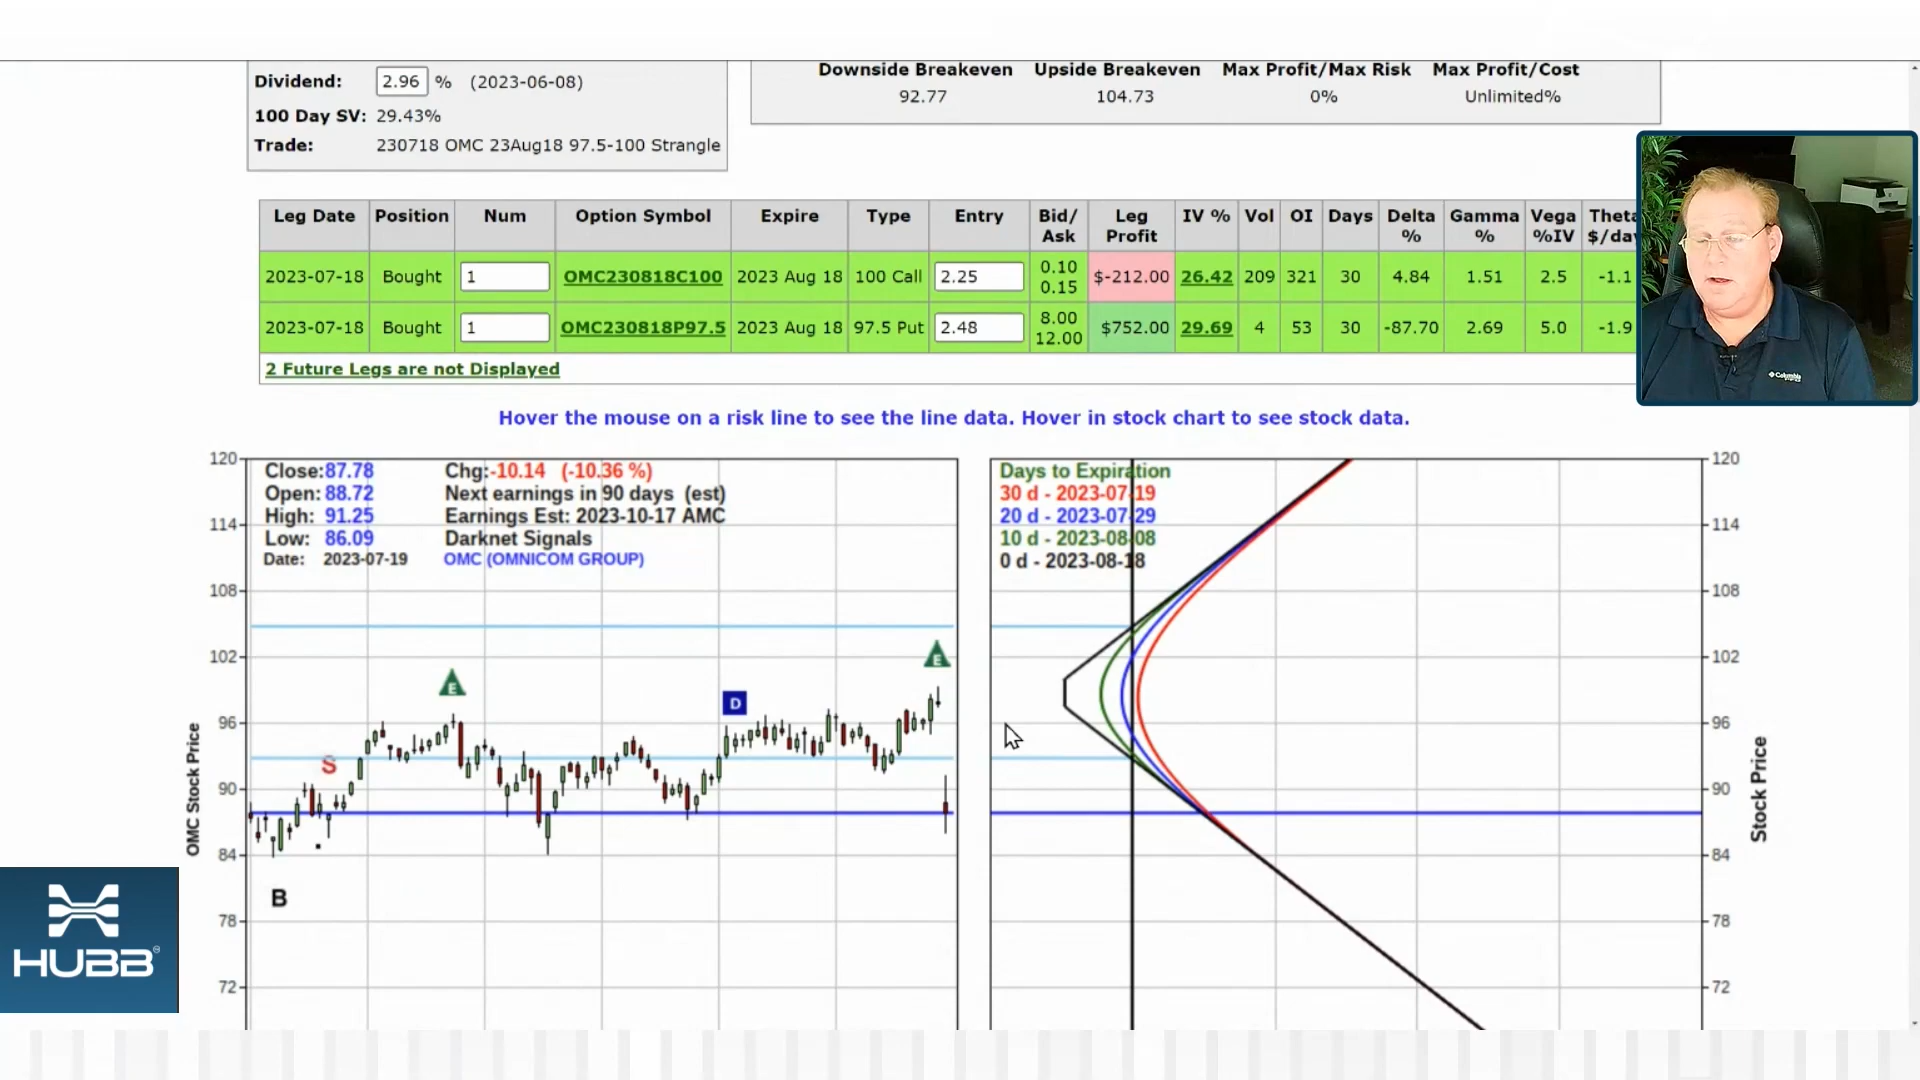 Dividend: 2.96 % (2023-06-08)
100 Day SV: 29.43%
Trade: 230718 OMC 23Aug18 97.5-100 Strangle
Downside Breakeven Upside Breakeven Max Profit/Max Risk Max Profit/Cost
92.77 104.73 0% Unlimited%
Leg Date Position Num Option Symbol Expire Type Entry Bid/ Ask Leg Profit IV % Vol OI Days Delta % Gamma % Vega %IV Theta $/da
2023-07-18 Bought 1 OMC230818C100 2023 Aug 18 100 Call 2.25 0.10 0.15 $-212.00 26.42 209 321 30 4.84 1.51 2.5 -1.1
2023-07-18 Bought 1 OMC230818P97.5 2023 Aug 18 97.5 Put 2.48 8.00 12.00 $752.00 29.69 4 53 30 -87.70 2.69 5.0 -1.9
2 Future Legs are not Displayed
Hover the mouse on a risk line to see the line data. Hover in stock chart to see stock data.
Close:87.78 Chg:-10.14 (-10.36 %)
Open: 88.72 Next earnings in 90 days (est)
High: 91.25 Earnings Est: 2023-10-17 AMC
Low: 86.09 Darknet Signals
Date: 2023-07-19 OMC (OMNICOM GROUP)
120
114
108
102
96
90
84
78
72
OMC Stock Price
S
E
D
E
B
Days to Expiration
30 d - 2023-07-19
20 d - 2023-07-29
10 d - 2023-08-08
0 d - 2023-08-18
120
114
108
102
96
90
84
78
72
Stock Price
Columbia
HUBB